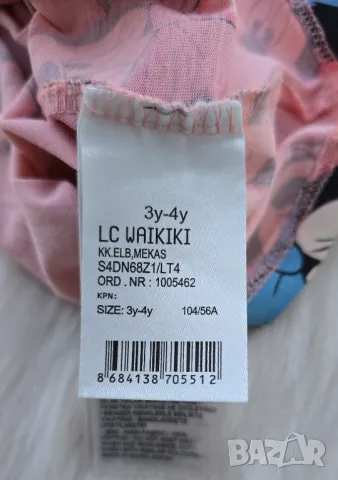 3y-4y
LC WAIKIKI
KK.ELB,MEKAS
S4DN68Z1/LT4
ORD . NR : 1005462
KPN:
SIZE: 3y-4y 104/56A
8 684138 705512
bazar.bg